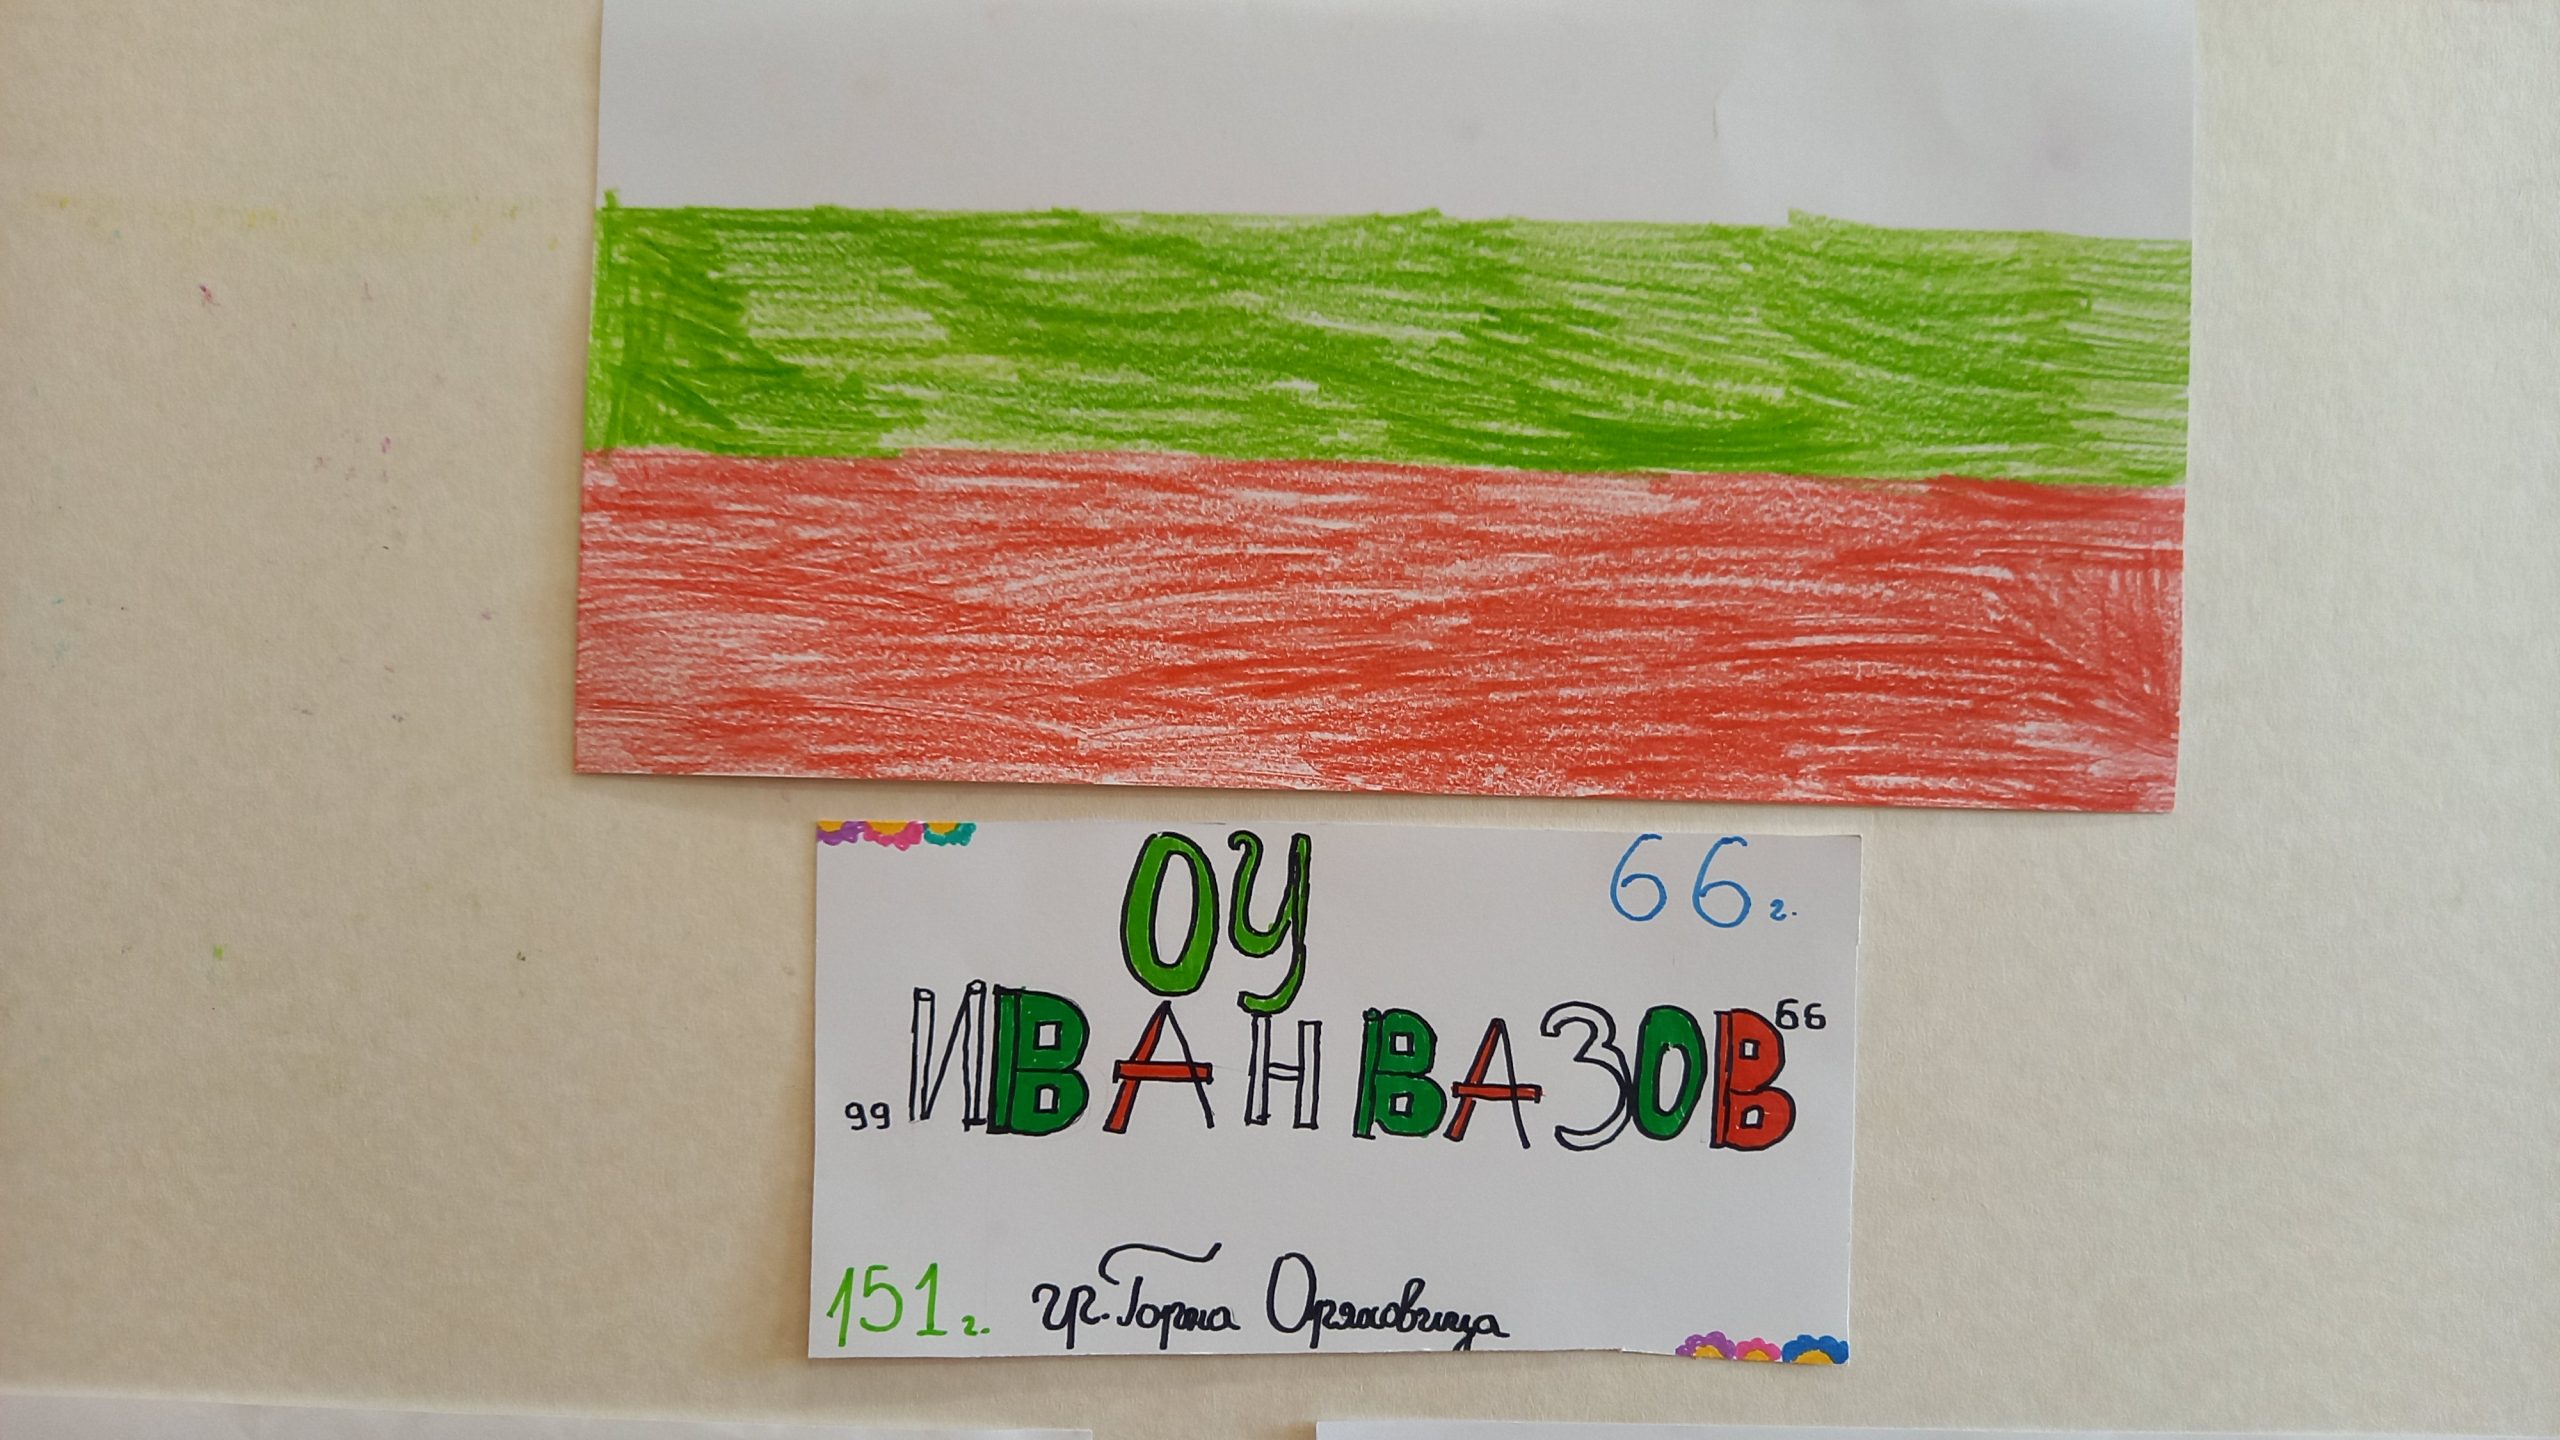 ОУ
66 г.
„ИВАН ВАЗОВ“
151 г.
гр. Горна Оряховица